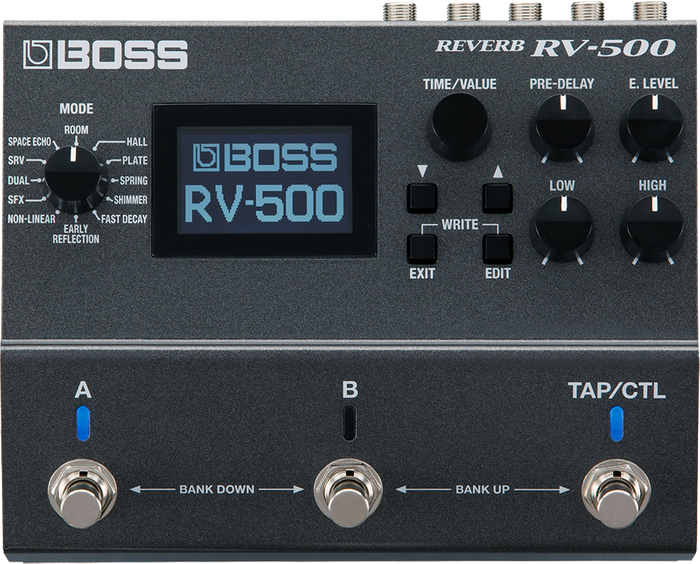 BOSS
REVERB RV-500
MODE
ROOM
SPACE ECHO
HALL
SRV
PLATE
DUAL
SPRING
SFX
SHIMMER
NON-LINEAR
FAST DECAY
EARLY
REFLECTION
BOSS
RV-500
TIME/VALUE
PRE-DELAY
E. LEVEL
WRITE
EXIT
EDIT
LOW
HIGH
A
B
TAP/CTL
BANK DOWN
BANK UP